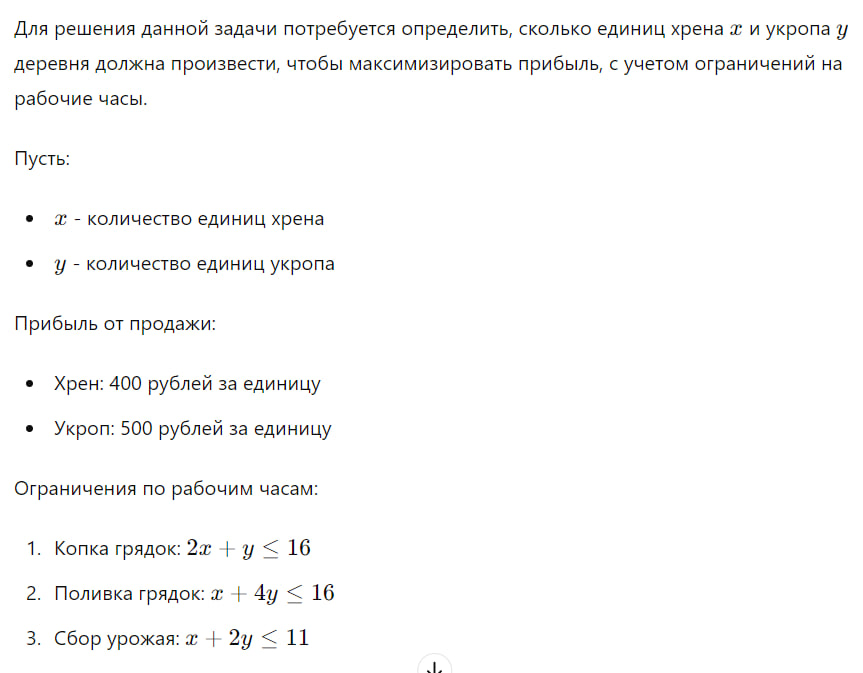 Для решения данной задачи потребуется определить, сколько единиц хрена x и укропа y
деревня должна произвести, чтобы максимизировать прибыль, с учетом ограничений на
рабочие часы.
Пусть:
• x - количество единиц хрена
• y - количество единиц укропа
Прибыль от продажи:
• Хрен: 400 рублей за единицу
• Укроп: 500 рублей за единицу
Ограничения по рабочим часам:
1. Копка грядок: 2x + y ≤ 16
2. Поливка грядок: x + 4y ≤ 16
3. Сбор урожая: x + 2y ≤ 11